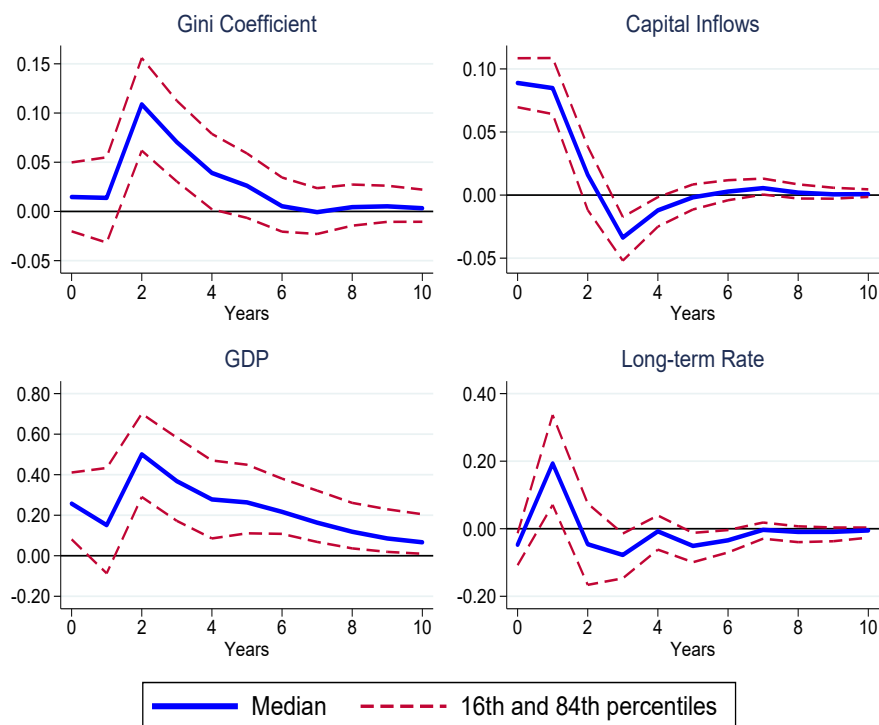 Gini Coefficient
0.15
0.10
0.05
0.00
-0.05
0 2 4 6 8 10
Years
Capital Inflows
0.10
0.05
0.00
-0.05
0 2 4 6 8 10
Years
GDP
0.80
0.60
0.40
0.20
0.00
-0.20
0 2 4 6 8 10
Years
Long-term Rate
0.40
0.20
0.00
-0.20
0 2 4 6 8 10
Years
Median 16th and 84th percentiles